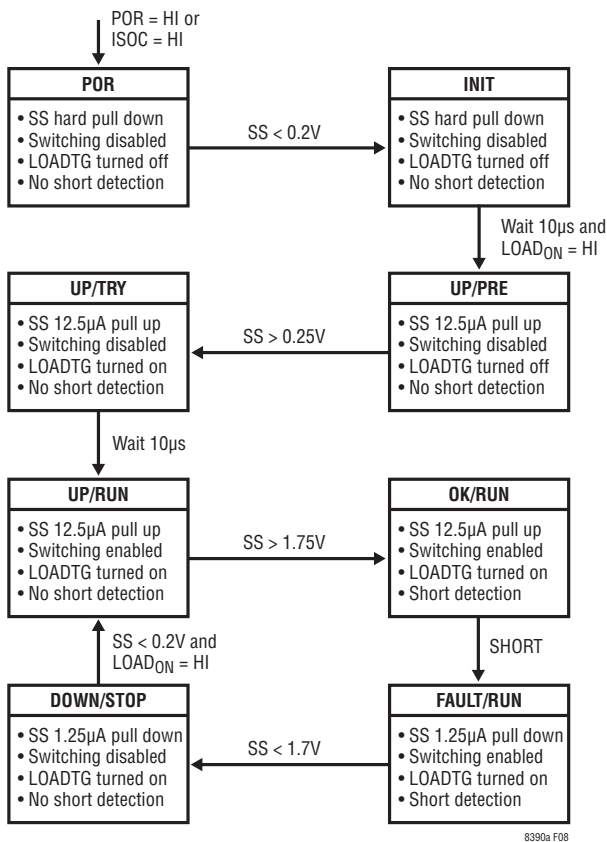 POR = HI or
ISOC = HI
POR
• SS hard pull down
• Switching disabled
• LOADTG turned off
• No short detection
SS < 0.2V
INIT
• SS hard pull down
• Switching disabled
• LOADTG turned off
• No short detection
Wait 10µs and
LOADON = HI
UP/PRE
• SS 12.5µA pull up
• Switching disabled
• LOADTG turned off
• No short detection
SS > 0.25V
UP/TRY
• SS 12.5µA pull up
• Switching disabled
• LOADTG turned on
• No short detection
Wait 10µs
UP/RUN
• SS 12.5µA pull up
• Switching enabled
• LOADTG turned on
• No short detection
SS > 1.75V
OK/RUN
• SS 12.5µA pull up
• Switching enabled
• LOADTG turned on
• Short detection
SHORT
FAULT/RUN
• SS 1.25µA pull down
• Switching enabled
• LOADTG turned on
• Short detection
SS < 1.7V
DOWN/STOP
• SS 1.25µA pull down
• Switching disabled
• LOADTG turned on
• No short detection
SS < 0.2V and
LOADON = HI
8390a F08